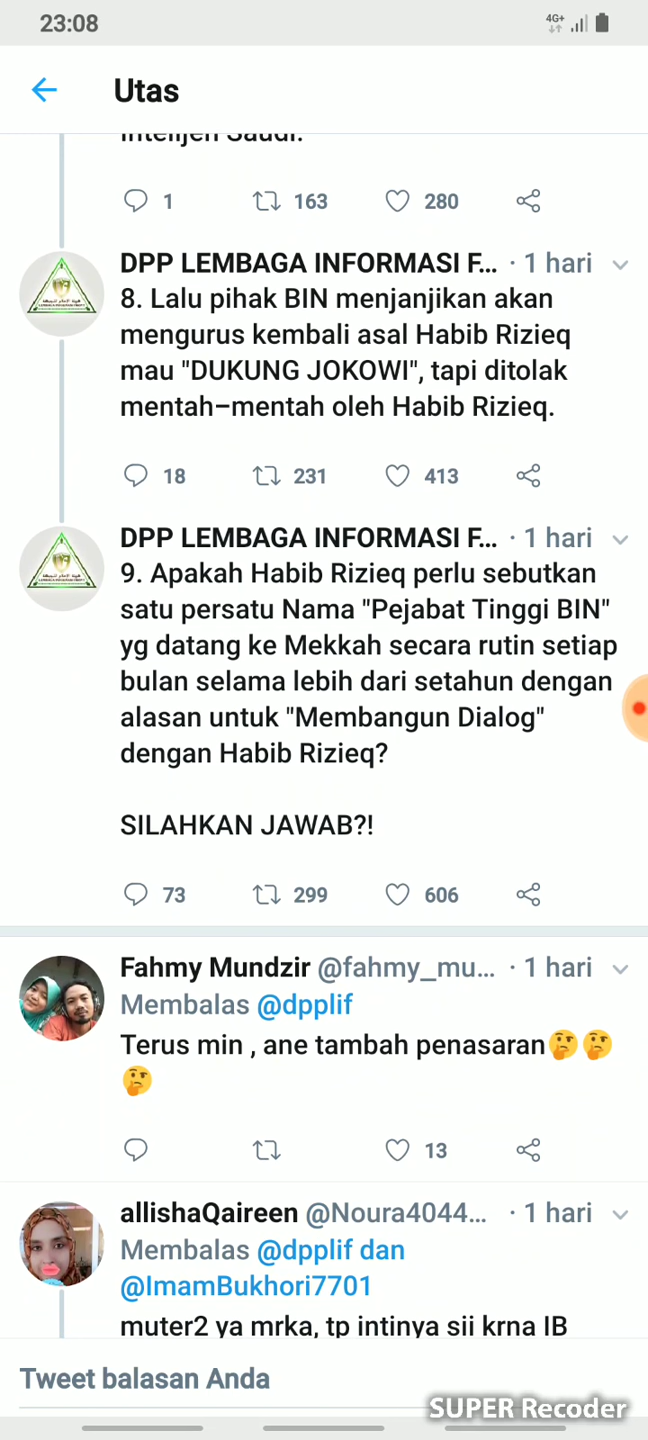 23:08
4G+
Utas
Intelijen Saudi.
1 163 280
DPP LEMBAGA INFORMASI F... · 1 hari
8. Lalu pihak BIN menjanjikan akan
mengurus kembali asal Habib Rizieq
mau "DUKUNG JOKOWI", tapi ditolak
mentah–mentah oleh Habib Rizieq.
18 231 413
DPP LEMBAGA INFORMASI F... · 1 hari
9. Apakah Habib Rizieq perlu sebutkan
satu persatu Nama "Pejabat Tinggi BIN"
yg datang ke Mekkah secara rutin setiap
bulan selama lebih dari setahun dengan
alasan untuk "Membangun Dialog"
dengan Habib Rizieq?
SILAHKAN JAWAB?!
73 299 606
Fahmy Mundzir @fahmy_mu... · 1 hari
Membalas @dpplif
Terus min , ane tambah penasaran🤔🤔
🤔
13
allishaQaireen @Noura4044... · 1 hari
Membalas @dpplif dan
@ImamBukhori7701
muter2 ya mrka, tp intinya sii krna IB
Tweet balasan Anda
SUPER Recoder